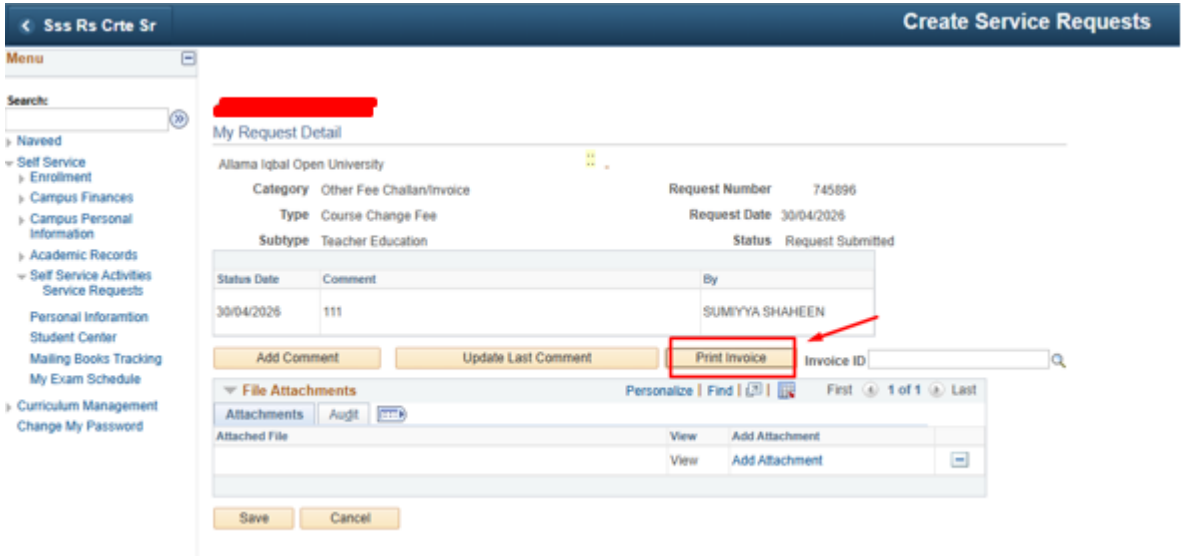 Sss Rs Crte Sr
Create Service Requests
Menu
Search:
Naveed
Self Service
Enrollment
Campus Finances
Campus Personal
Information
Academic Records
Self Service Activities
Service Requests
Personal Inforamtion
Student Center
Mailing Books Tracking
My Exam Schedule
Curriculum Management
Change My Password
My Request Detail
Allama Iqbal Open University
Category Other Fee Challan/Invoice Request Number 745896
Type Course Change Fee Request Date 30/04/2026
Subtype Teacher Education Status Request Submitted
Status Date Comment By
30/04/2026 111 SUMIYYA SHAHEEN
Add Comment Update Last Comment Print Invoice Invoice ID
File Attachments Personalize | Find | First 1 of 1 Last
Attachments Audit
Attached File View Add Attachment
View Add Attachment
Save Cancel